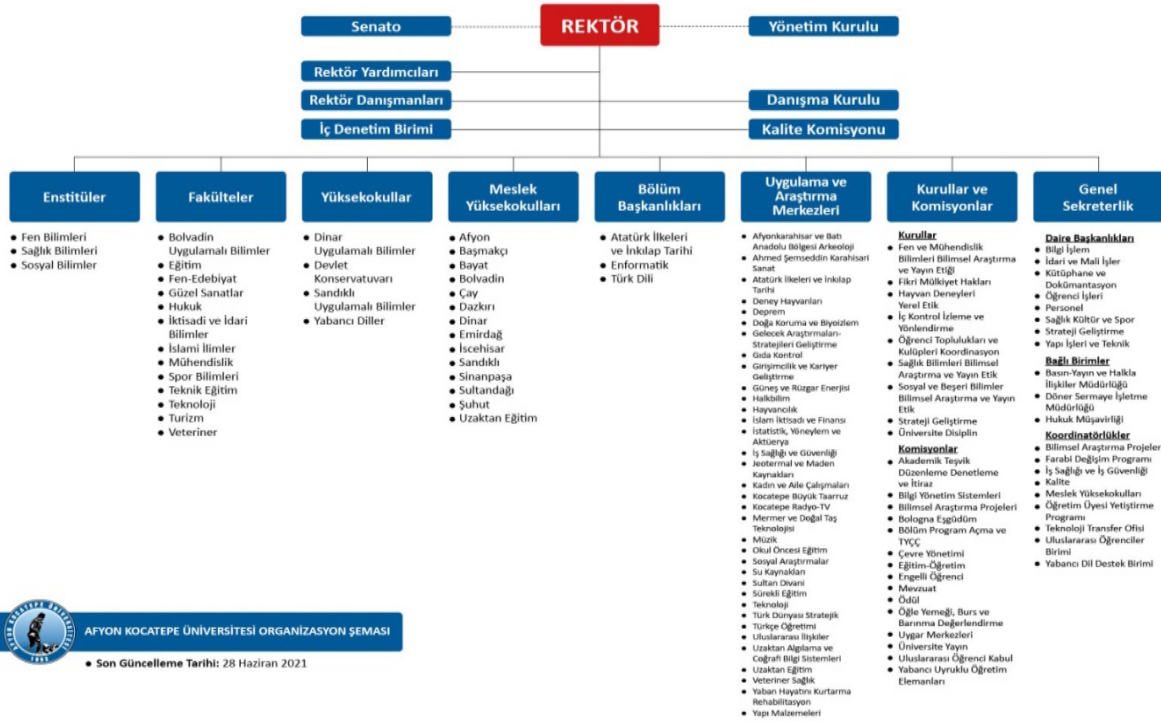 Senato
REKTÖR
Yönetim Kurulu
Rektör Yardımcıları
Rektör Danışmanları
Danışma Kurulu
İç Denetim Birimi
Kalite Komisyonu
Enstitüler
• Fen Bilimleri
• Sağlık Bilimleri
• Sosyal Bilimler
Fakülteler
• Bolvadin
Uygulamalı Bilimler
• Eğitim
• Fen-Edebiyat
• Güzel Sanatlar
• Hukuk
• İktisadi ve İdari
Bilimler
• İslami İlimler
• Mühendislik
• Spor Bilimleri
• Teknik Eğitim
• Teknoloji
• Turizm
• Veteriner
Yüksekokullar
• Dinar
Uygulamalı Bilimler
• Devlet
Konservatuvarı
• Sandıklı
Uygulamalı Bilimler
• Yabancı Diller
Meslek
Yüksekokulları
• Afyon
• Başmakçı
• Bayat
• Bolvadin
• Çay
• Dazkırı
• Dinar
• Emirdağ
• İscehisar
• Sandıklı
• Sinanpaşa
• Sultandağı
• Şuhut
• Uzaktan Eğitim
Bölüm
Başkanlıkları
• Atatürk İlkeleri
ve İnkılap Tarihi
• Enformatik
• Türk Dili
Uygulama ve
Araştırma
Merkezleri
• Afyonkarahisar ve Batı
Anadolu Bölgesi Arkeoloji
• Ahmed Şemseddin Karahisari
Sanat
• Atatürk İlkeleri ve İnkılap
Tarihi
• Deney Hayvanları
• Deprem
• Doğa Koruma ve Biyoizlem
• Gelecek Araştırmaları-
Stratejileri Geliştirme
• Gıda Kontrol
• Girişimcilik ve Kariyer
Geliştirme
• Güneş ve Rüzgar Enerjisi
• Halkbilim
• Hayvancılık
• İslam İktisadı ve Finansı
• İstatistik, Yöneylem ve
Aktüerya
• İş Sağlığı ve Güvenliği
• Jeotermal ve Maden
Kaynakları
• Kadın ve Aile Çalışmaları
• Kocatepe Büyük Taarruz
• Kocatepe Radyo-TV
• Mermer ve Doğal Taş
Teknolojisi
• Müzik
• Okul Öncesi Eğitim
• Sosyal Araştırmalar
• Su Kaynakları
• Sultan Divani
• Sürekli Eğitim
• Teknoloji
• Türk Dünyası Stratejik
• Türkçe Öğretimi
• Uluslararası İlişkiler
• Uzaktan Algılama ve
Coğrafi Bilgi Sistemleri
• Uzaktan Eğitim
• Veteriner Sağlık
• Yaban Hayatını Kurtarma
Rehabilitasyon
• Yapı Malzemeleri
Kurullar ve
Komisyonlar
Kurullar
• Fen ve Mühendislik
Bilimleri Bilimsel Araştırma
ve Yayın Etiği
• Fikri Mülkiyet Hakları
• Hayvan Deneyleri
Yerel Etik
• İç Kontrol İzleme ve
Yönlendirme
• Öğrenci Toplulukları ve
Kulüpleri Koordinasyon
• Sağlık Bilimleri Bilimsel
Araştırma ve Yayın Etik
• Sosyal ve Beşeri Bilimler
Bilimsel Araştırma ve Yayın
Etik
• Strateji Geliştirme
• Üniversite Disiplin
Komisyonlar
• Akademik Teşvik
Düzenleme Denetleme
ve İtiraz
• Bilgi Yönetim Sistemleri
• Bilimsel Araştırma Projeleri
• Bologna Eşgüdüm
• Bölüm Program Açma ve
TYÇÇ
• Çevre Yönetimi
• Eğitim-Öğretim
• Engelli Öğrenci
• Mevzuat
• Ödül
• Öğle Yemeği, Burs ve
Barınma Değerlendirme
• Uygar Merkezleri
• Üniversite Yayın
• Uluslararası Öğrenci Kabul
• Yabancı Uyruklu Öğretim
Elemanları
Genel
Sekreterlik
Daire Başkanlıkları
• Bilgi İşlem
• İdari ve Mali İşler
• Kütüphane ve
Dokümantasyon
• Öğrenci İşleri
• Personel
• Sağlık Kültür ve Spor
• Strateji Geliştirme
• Yapı İşleri ve Teknik
Bağlı Birimler
• Basın-Yayın ve Halkla
İlişkiler Müdürlüğü
• Döner Sermaye İşletme
Müdürlüğü
• Hukuk Müşavirliği
Koordinatörlükler
• Bilimsel Araştırma Projeler
• Farabi Değişim Programı
• İş Sağlığı ve İş Güvenliği
• Kalite
• Meslek Yüksekokulları
• Öğretim Üyesi Yetiştirme
Programı
• Teknoloji Transfer Ofisi
• Uluslararası Öğrenciler
Birimi
• Yabancı Dil Destek Birimi
AFYON KOCATEPE ÜNİVERSİTESİ
1992
AFYON KOCATEPE ÜNİVERSİTESİ ORGANİZASYON ŞEMASI
• Son Güncelleme Tarihi: 28 Haziran 2021